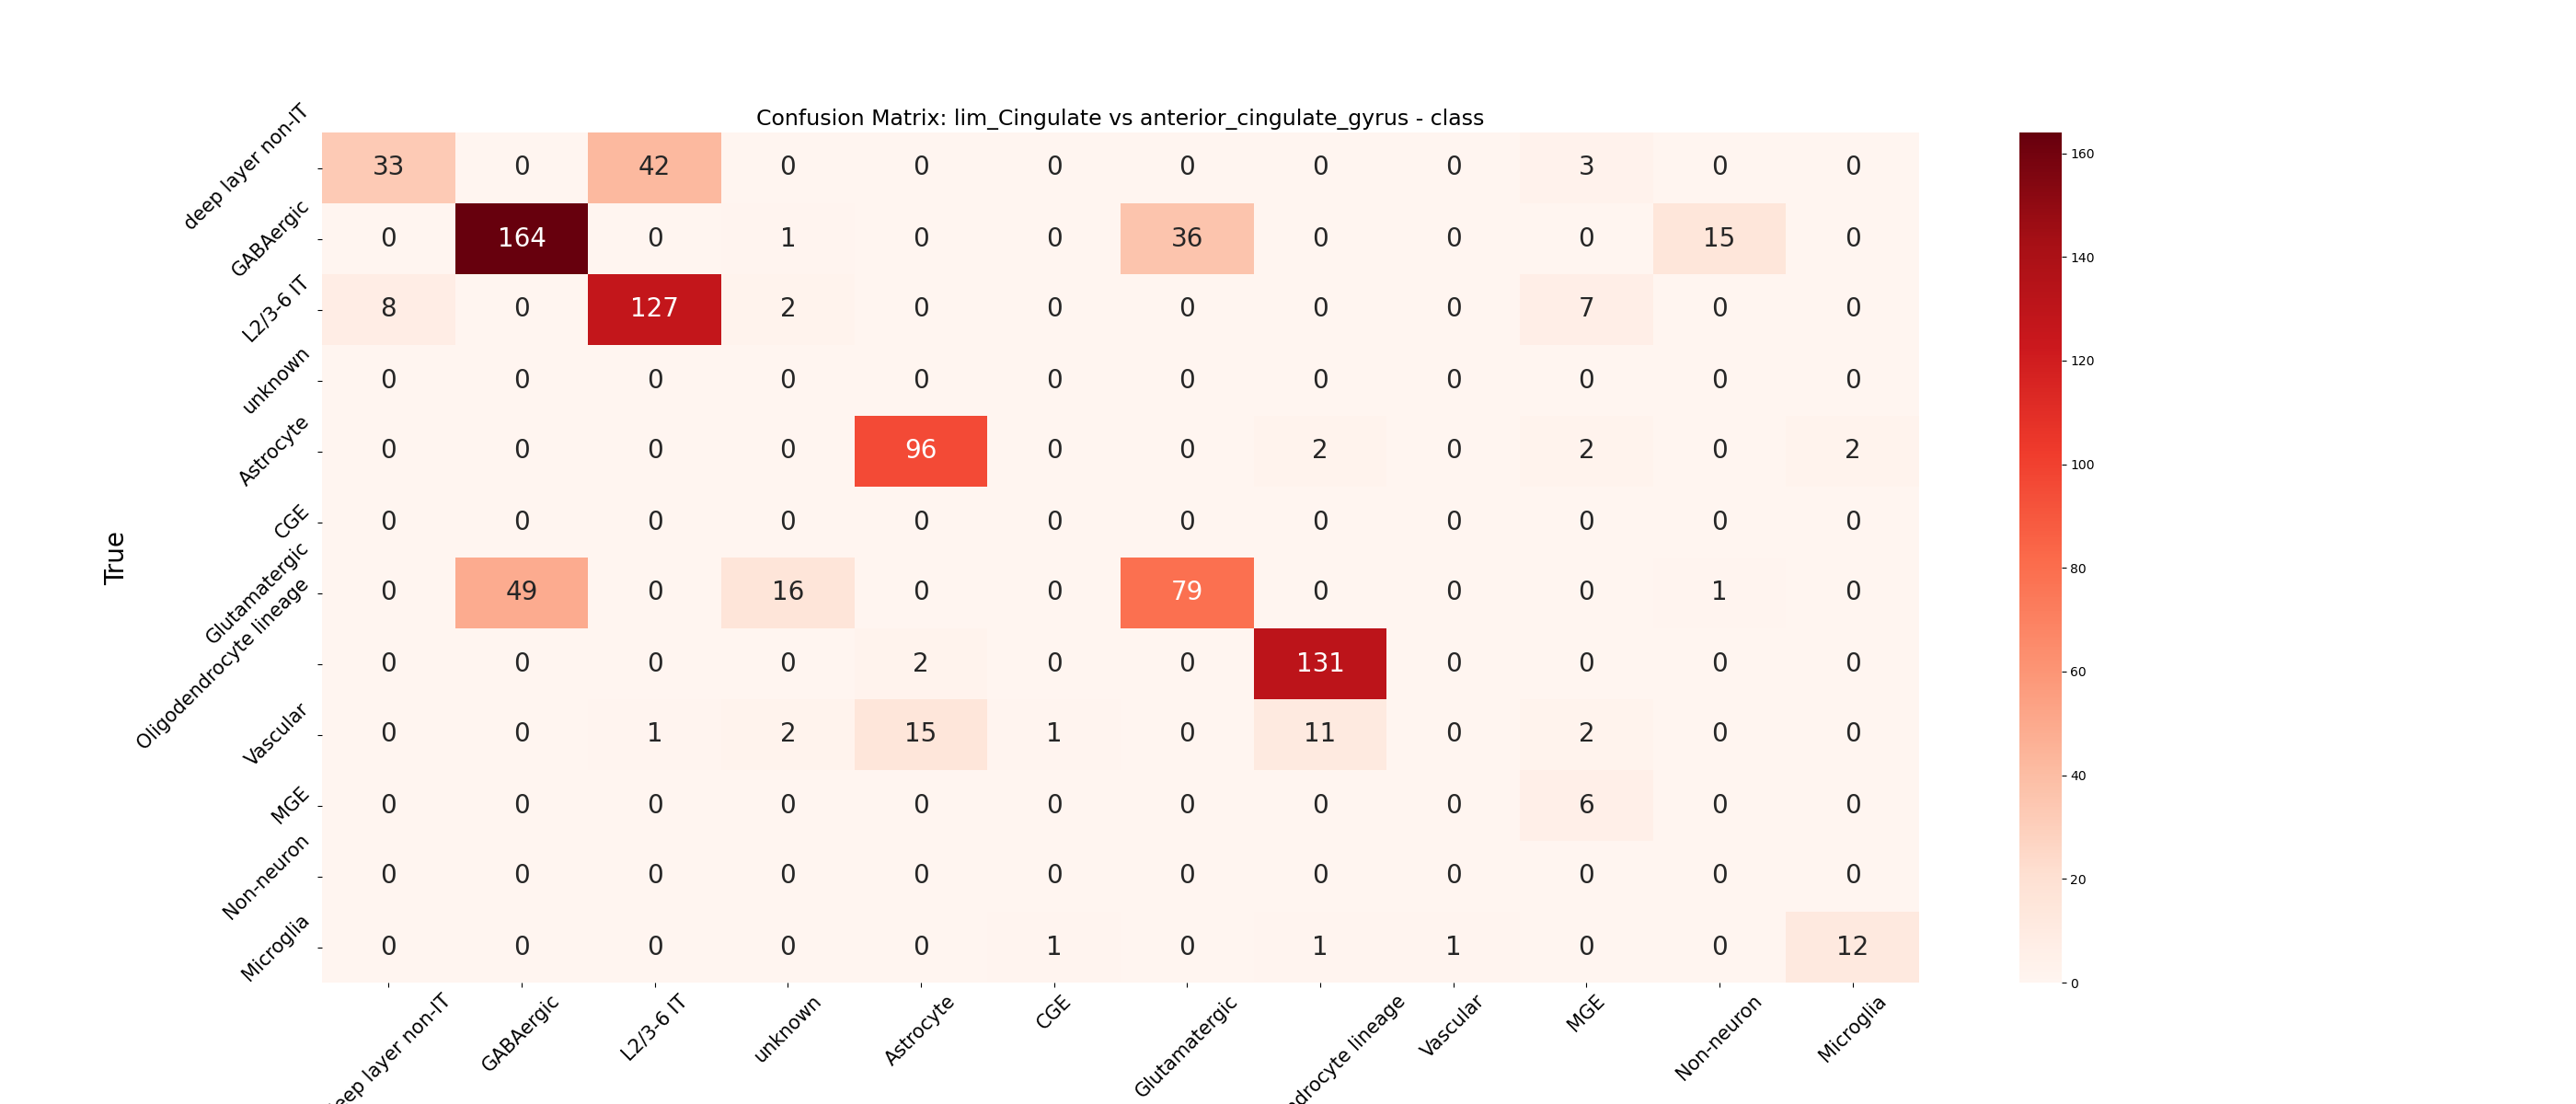 Confusion Matrix: lim_Cingulate vs anterior_cingulate_gyrus - class
True
deep layer non-IT 33 0 42 0 0 0 0 0 0 3 0 0
GABAergic 0 164 0 1 0 0 36 0 0 0 15 0
L2/3-6 IT 8 0 127 2 0 0 0 0 0 7 0 0
unknown 0 0 0 0 0 0 0 0 0 0 0 0
Astrocyte 0 0 0 0 96 0 0 2 0 2 0 2
CGE 0 0 0 0 0 0 0 0 0 0 0 0
Glutamatergic 0 49 0 16 0 0 79 0 0 0 1 0
Oligodendrocyte lineage 0 0 0 0 2 0 0 131 0 0 0 0
Vascular 0 0 1 2 15 1 0 11 0 2 0 0
MGE 0 0 0 0 0 0 0 0 0 6 0 0
Non-neuron 0 0 0 0 0 0 0 0 0 0 0 0
Microglia 0 0 0 0 0 1 0 1 1 0 0 12
eep layer non-IT GABAergic L2/3-6 IT unknown Astrocyte CGE Glutamatergic ndrocyte lineage Vascular MGE Non-neuron Microglia
160
140
120
100
80
60
40
20
0